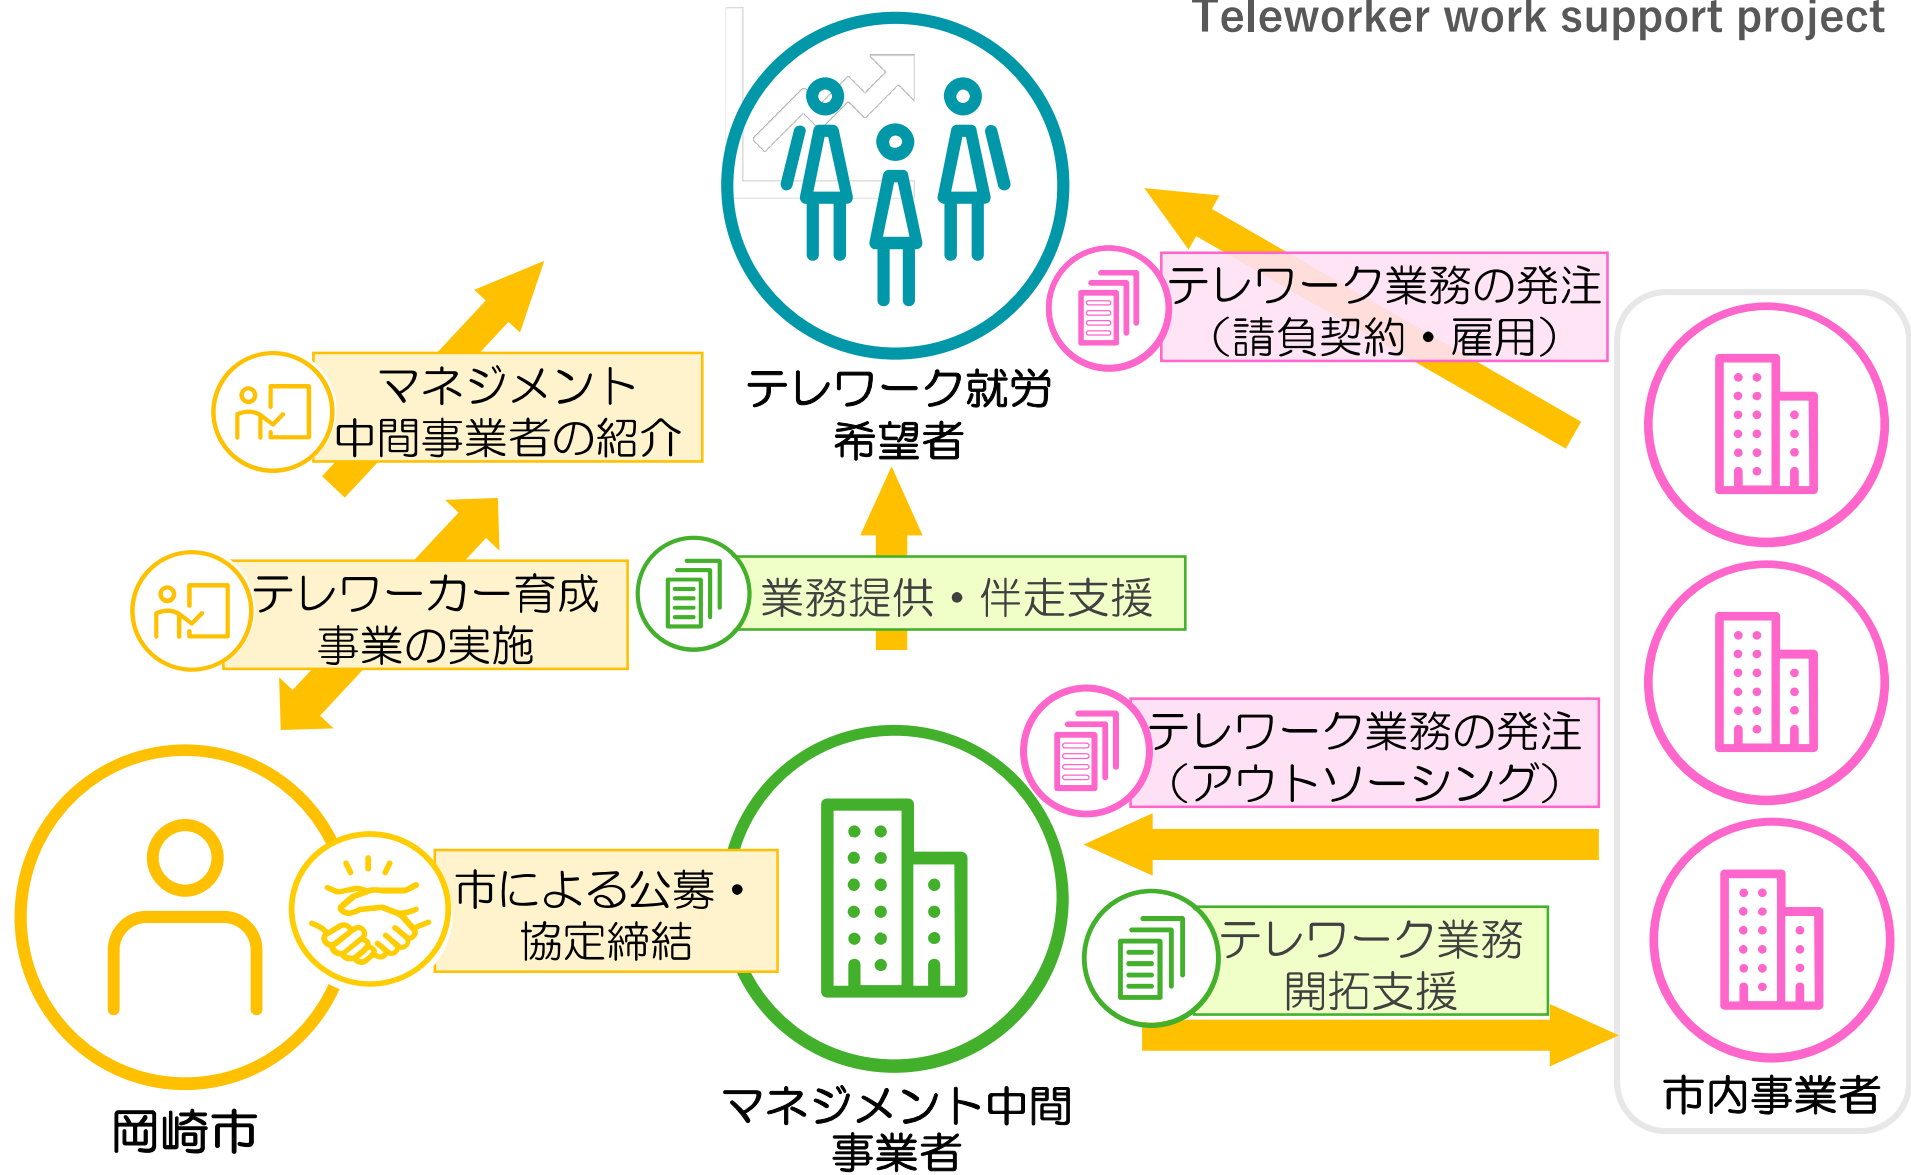 Teleworker work support project
テレワーク業務の発注
（請負契約・雇用）
マネジメント
中間事業者の紹介
テレワーク就労
希望者
テレワーカー育成
事業の実施
業務提供・伴走支援
テレワーク業務の発注
（アウトソーシング）
市による公募・
協定締結
テレワーク業務
開拓支援
岡崎市
マネジメント中間
事業者
市内事業者